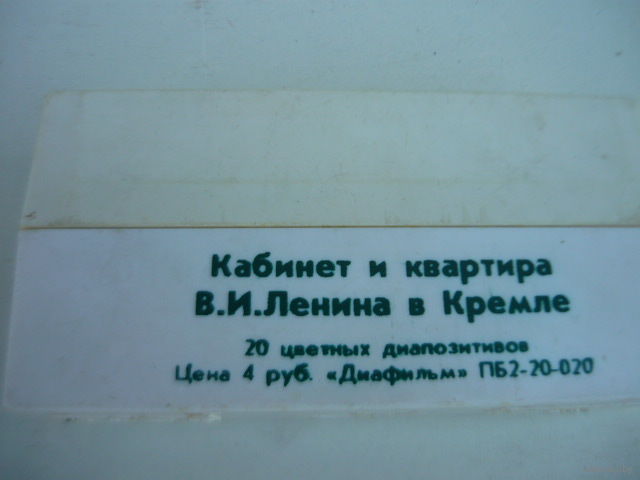 Кабинет и квартира
В.И.Ленина в Кремле
20 цветных диапозитивов
Цена 4 руб. «Диафильм» ПБ2-20-020